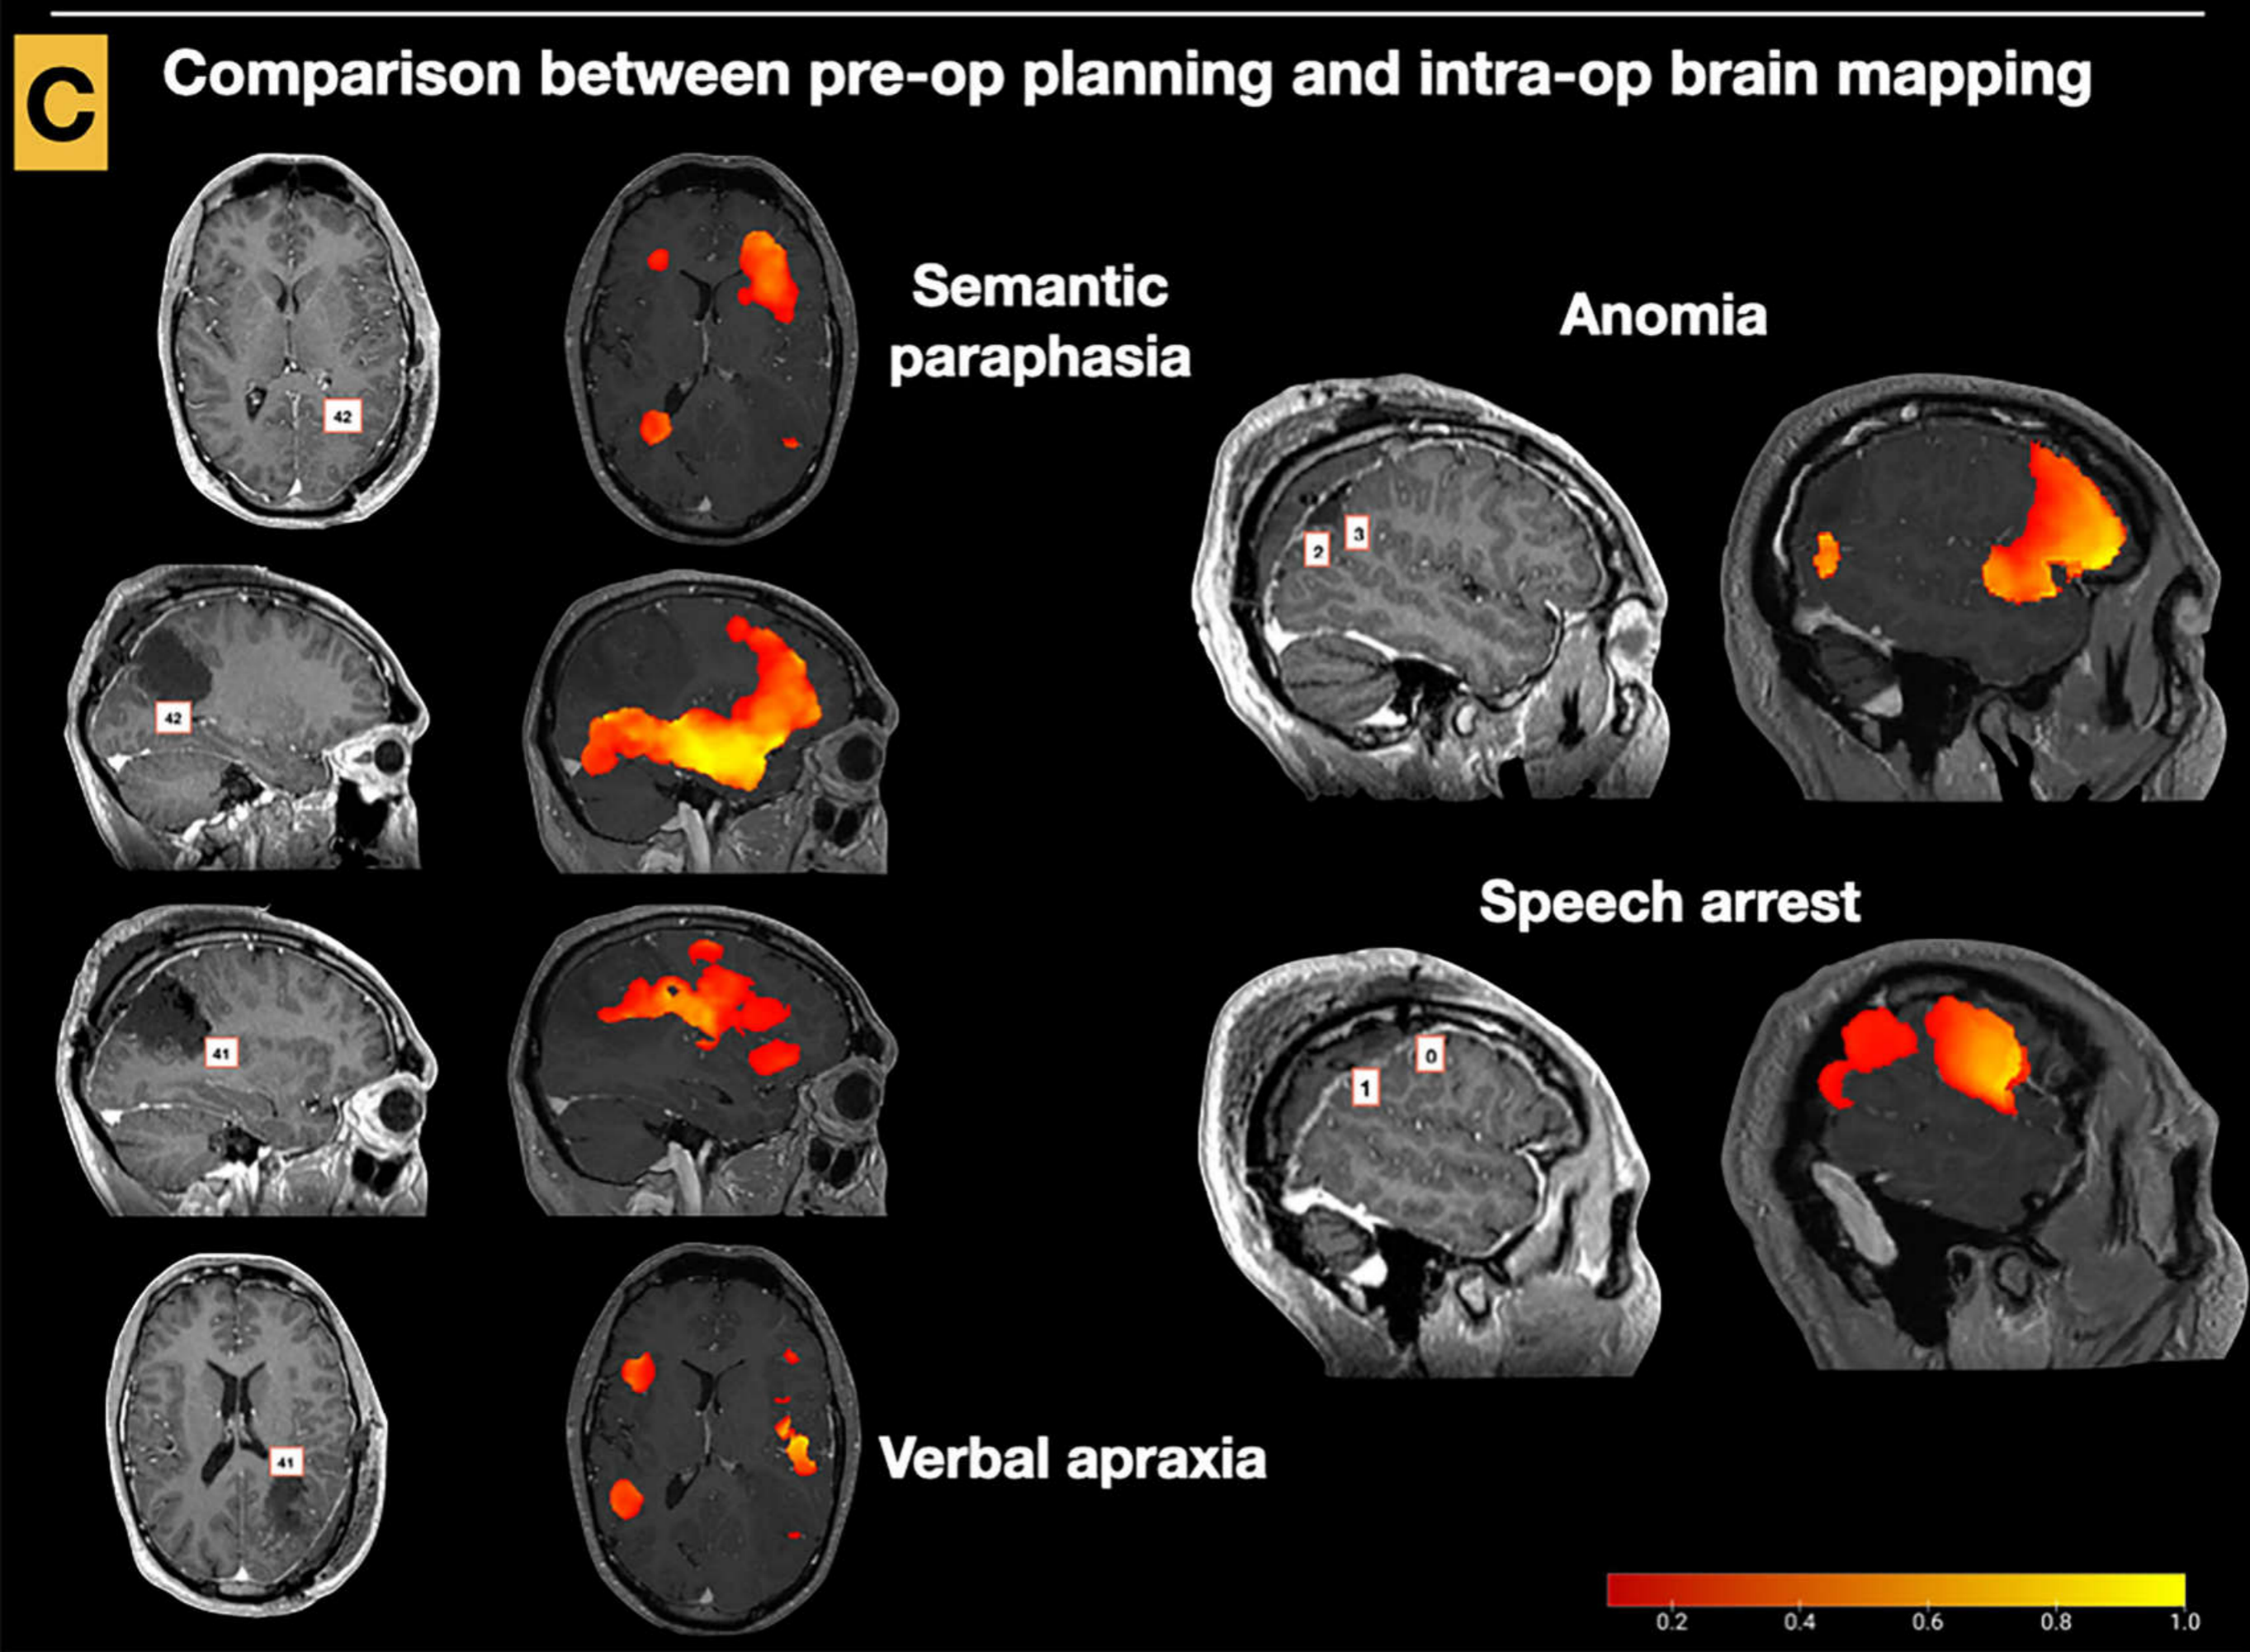 C
Comparison between pre-op planning and intra-op brain mapping
Semantic
paraphasia
42
42
41
41
Verbal apraxia
Anomia
3
2
Speech arrest
0
1
0.2 0.4 0.6 0.8 1.0